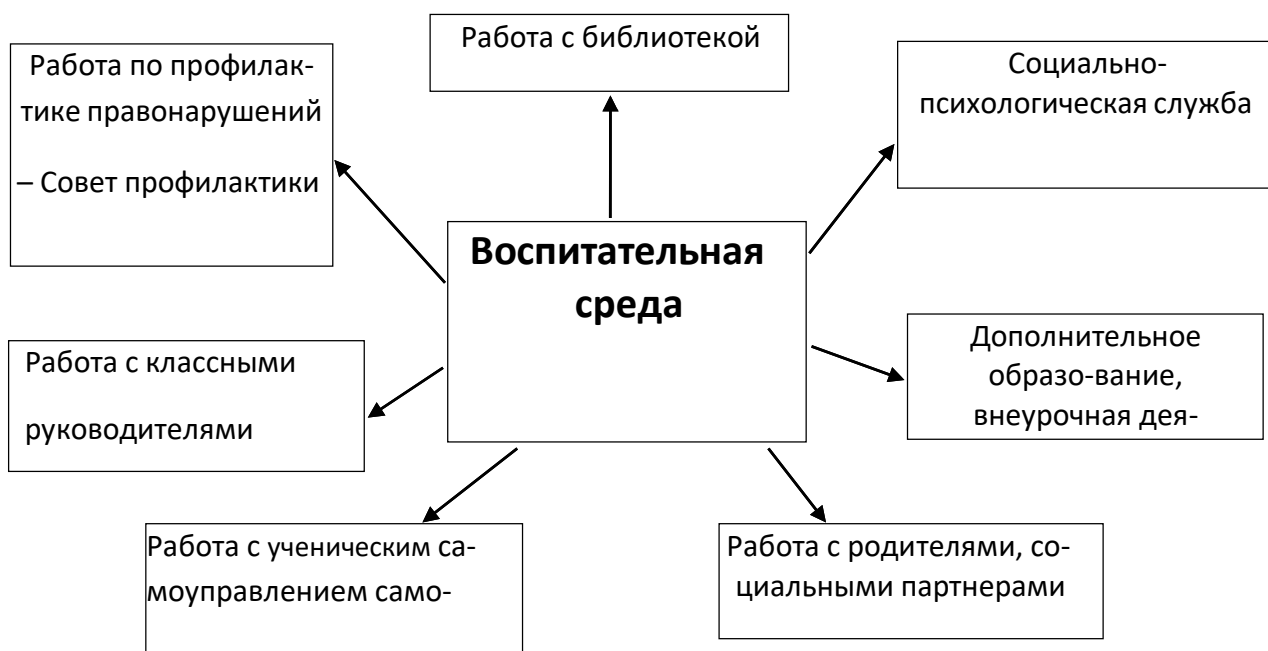 Работа с библиотекой
Работа по профилак-
тике правонарушений
– Совет профилактики
Социально-
психологическая служба
Воспитательная
среда
Работа с классными
руководителями
Дополнительное
образо-вание,
внеурочная дея-
Работа с ученическим са-
моуправлением само-
Работа с родителями, со-
циальными партнерами